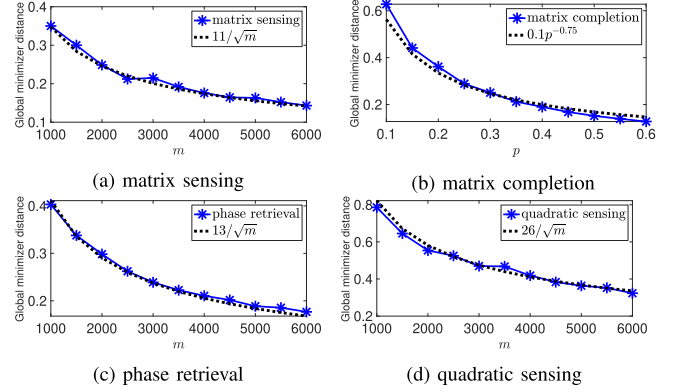 Global minimizer distance
0.4
0.3
0.2
0.1
1000 2000 3000 4000 5000 6000
m
matrix sensing
11/√m
(a) matrix sensing
Global minimizer distance
0.6
0.4
0.2
0.1 0.2 0.3 0.4 0.5 0.6
p
matrix completion
0.1p^−0.75
(b) matrix completion
Global minimizer distance
0.4
0.3
0.2
1000 2000 3000 4000 5000 6000
m
phase retrieval
13/√m
(c) phase retrieval
Global minimizer distance
0.8
0.6
0.4
0.2
1000 2000 3000 4000 5000 6000
m
quadratic sensing
26/√m
(d) quadratic sensing